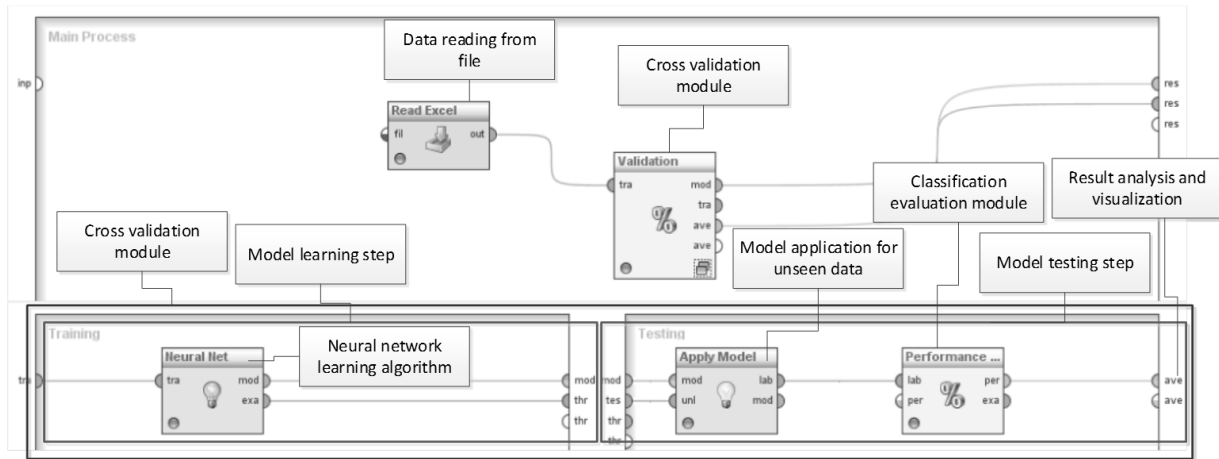 Main Process
Data reading from
file
Cross validation
module
inp
res
res
res
Read Excel
fil
out
Validation
tra
mod
tra
ave
ave
Classification
evaluation module
Result analysis and
visualization
Cross validation
module
Model learning step
Model application for
unseen data
Model testing step
Training
Neural Net
tra
tra
mod
exa
Neural network
learning algorithm
mod
thr
thr
Testing
mod
tes
thr
thr
Apply Model
mod
unl
lab
mod
Performance ...
lab
per
per
exa
ave
ave